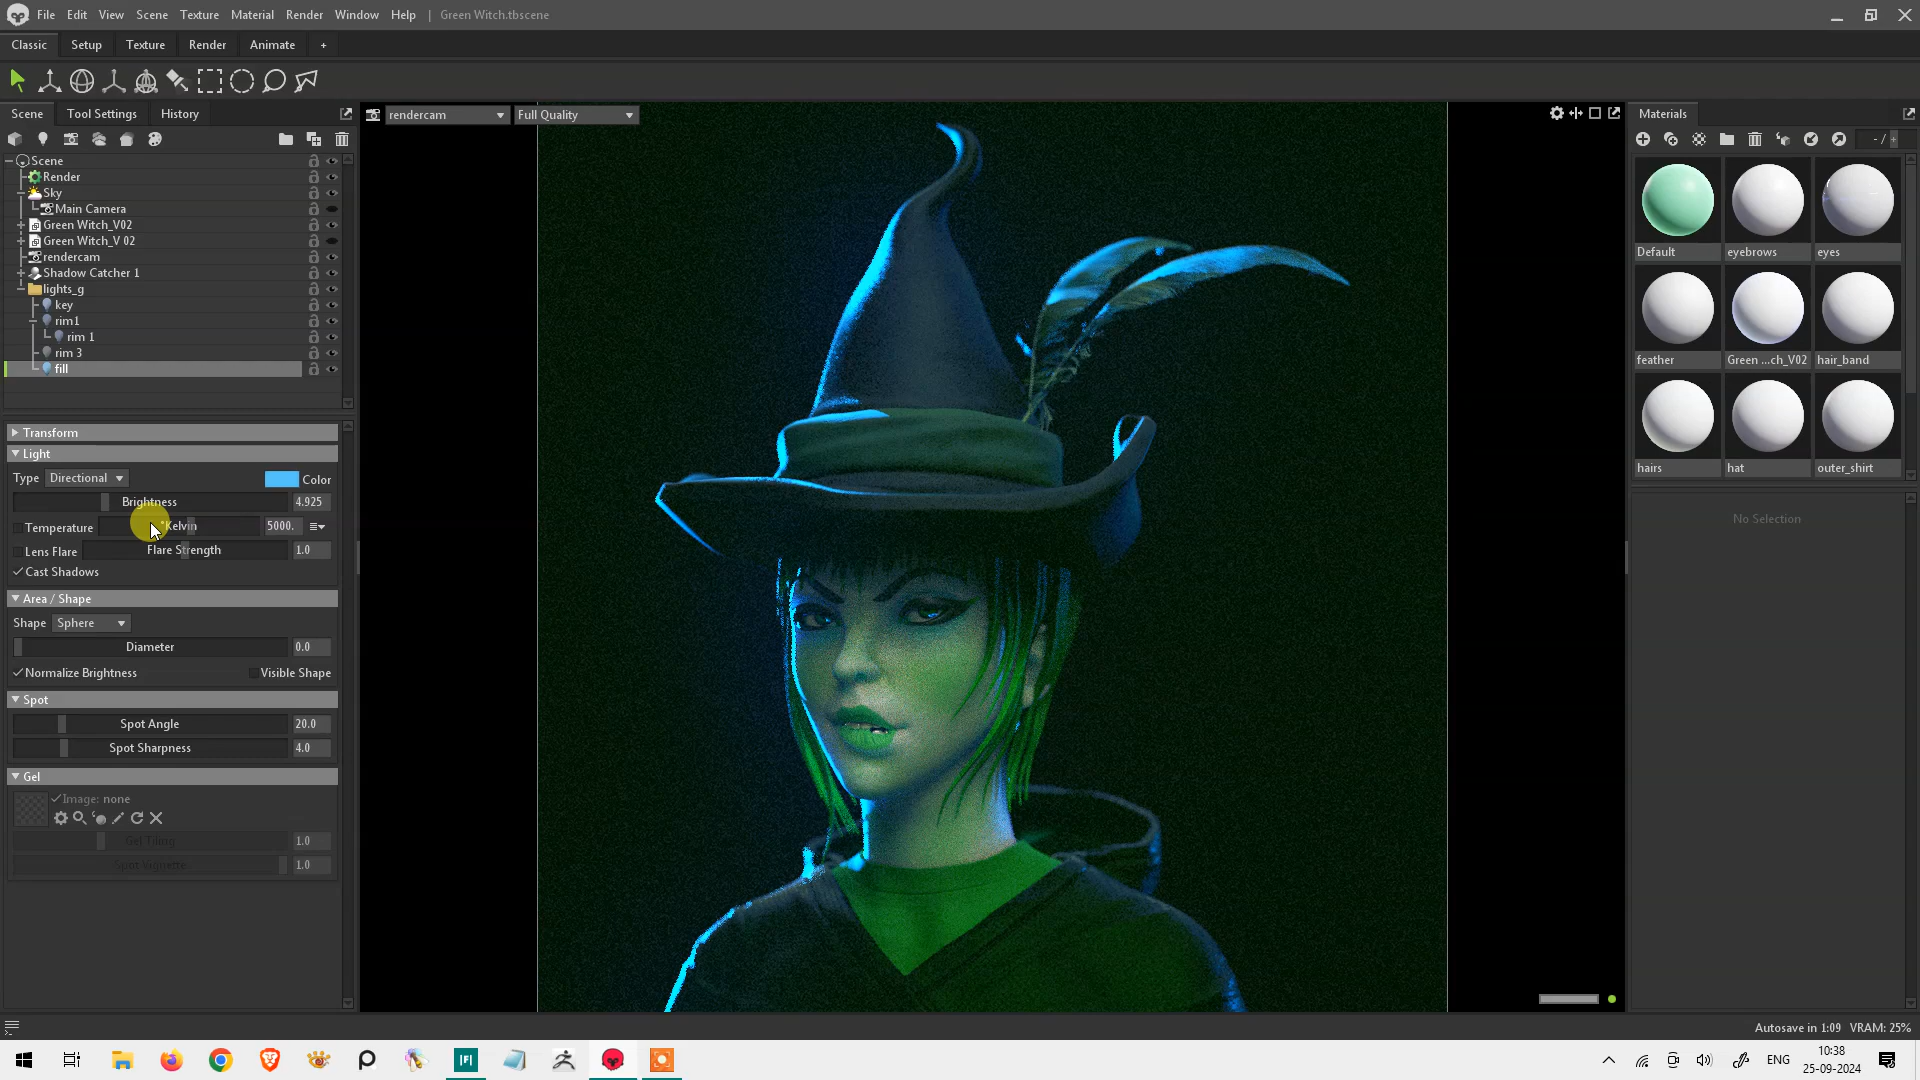 File Edit View Scene Texture Material Render Window Help | Green Witch.tbscene
Classic Setup Texture Render Animate +
Scene Tool Settings History
rendercam Full Quality
Materials
- /
Scene
Render
Sky
Main Camera
Green Witch_V02
Green Witch_V 02
rendercam
Shadow Catcher 1
lights_g
key
rim1
rim 1
rim 3
fill
Transform
Light
Type Directional Color
Brightness 4.925
Temperature °Kelvin 5000.
Lens Flare Flare Strength 1.0
Cast Shadows
Area / Shape
Shape Sphere
Diameter 0.0
Normalize Brightness Visible Shape
Spot
Spot Angle 20.0
Spot Sharpness 4.0
Gel
Image: none
Gel Tiling 1.0
Spot Vignette 1.0
Default eyebrows eyes
feather Green ...ch_V02 hair_band
hairs hat outer_shirt
No Selection
Autosave in 1:09 VRAM: 25%
ENG
10:38
25-09-2024